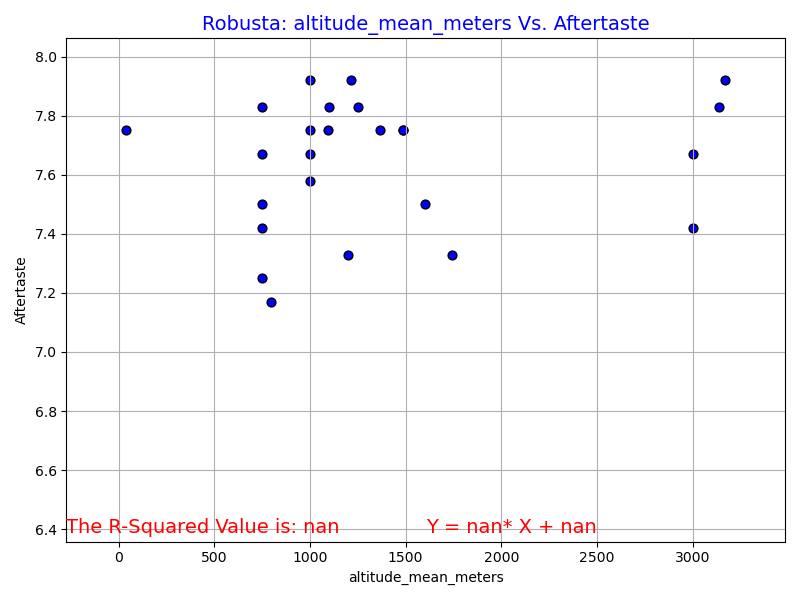 Robusta: altitude_mean_meters Vs. Aftertaste
8.0
7.8
7.6
7.4
7.2
7.0
6.8
6.6
6.4
Aftertaste
The R-Squared Value is: nan
Y = nan* X + nan
0 500 1000 1500 2000 2500 3000
altitude_mean_meters